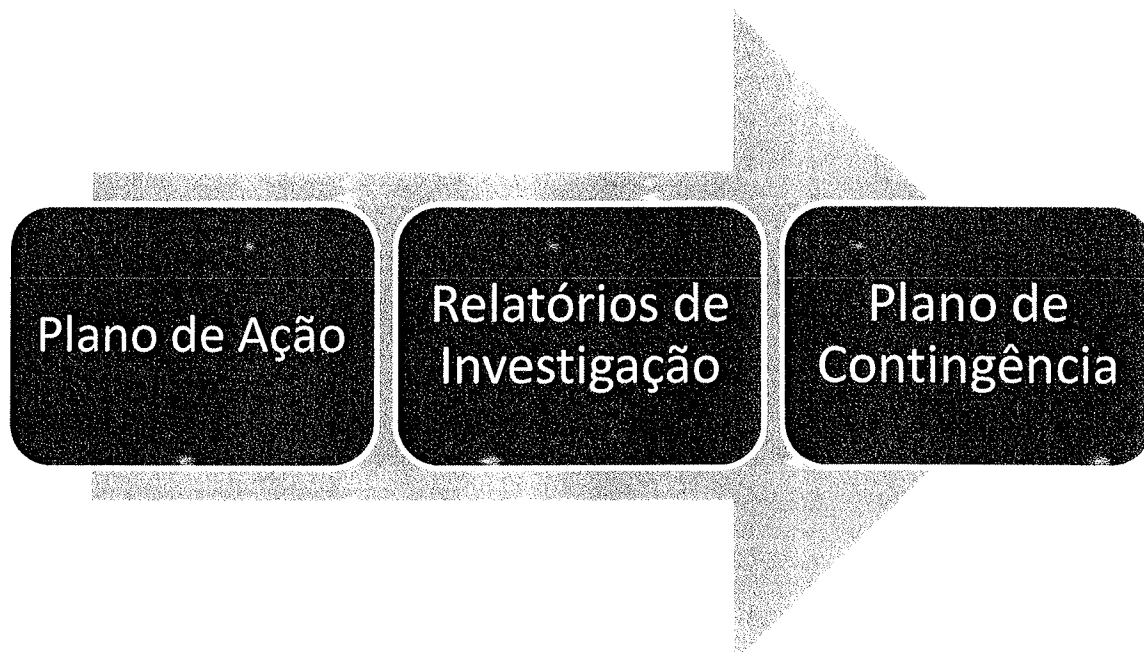 Plano de Ação
Relatórios de
Investigação
Plano de
Contingência